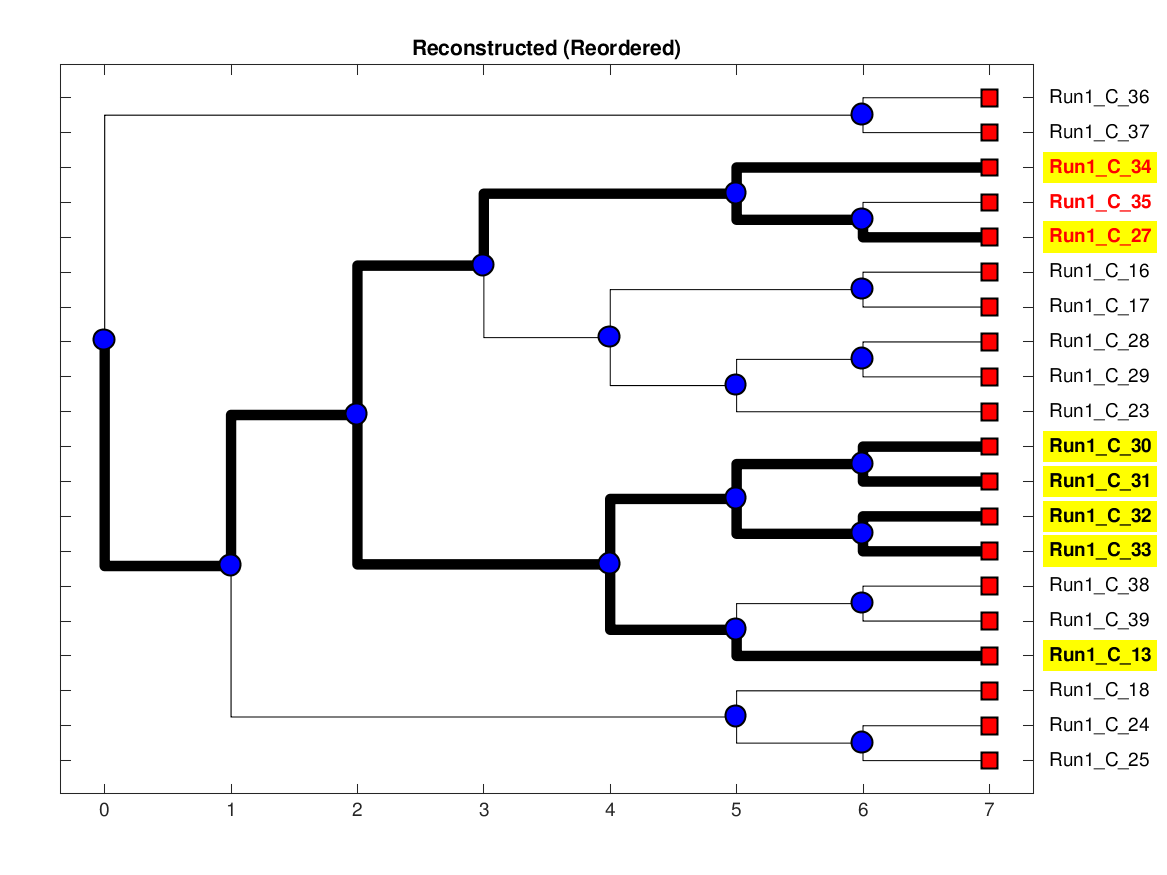 Reconstructed (Reordered)
Run1_C_36
Run1_C_37
Run1_C_34
Run1_C_35
Run1_C_27
Run1_C_16
Run1_C_17
Run1_C_28
Run1_C_29
Run1_C_23
Run1_C_30
Run1_C_31
Run1_C_32
Run1_C_33
Run1_C_38
Run1_C_39
Run1_C_13
Run1_C_18
Run1_C_24
Run1_C_25
0 1 2 3 4 5 6 7